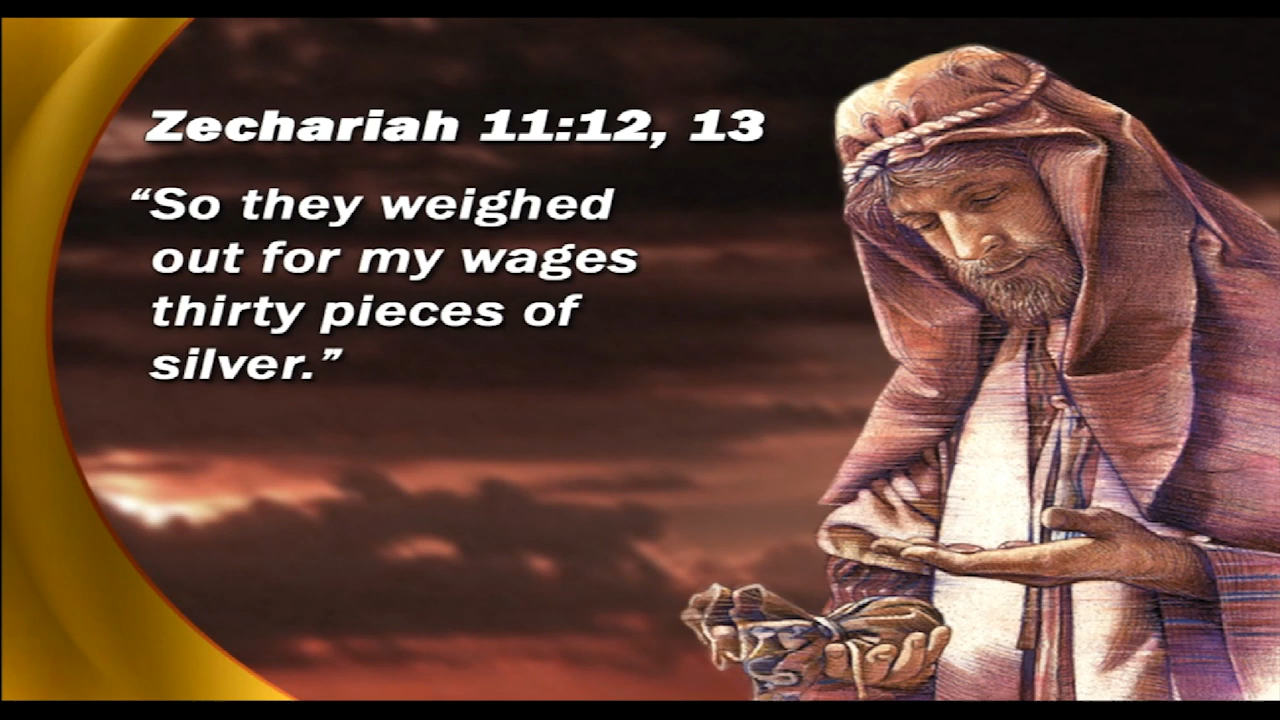 Zechariah 11:12, 13
“So they weighed
out for my wages
thirty pieces of
silver.”